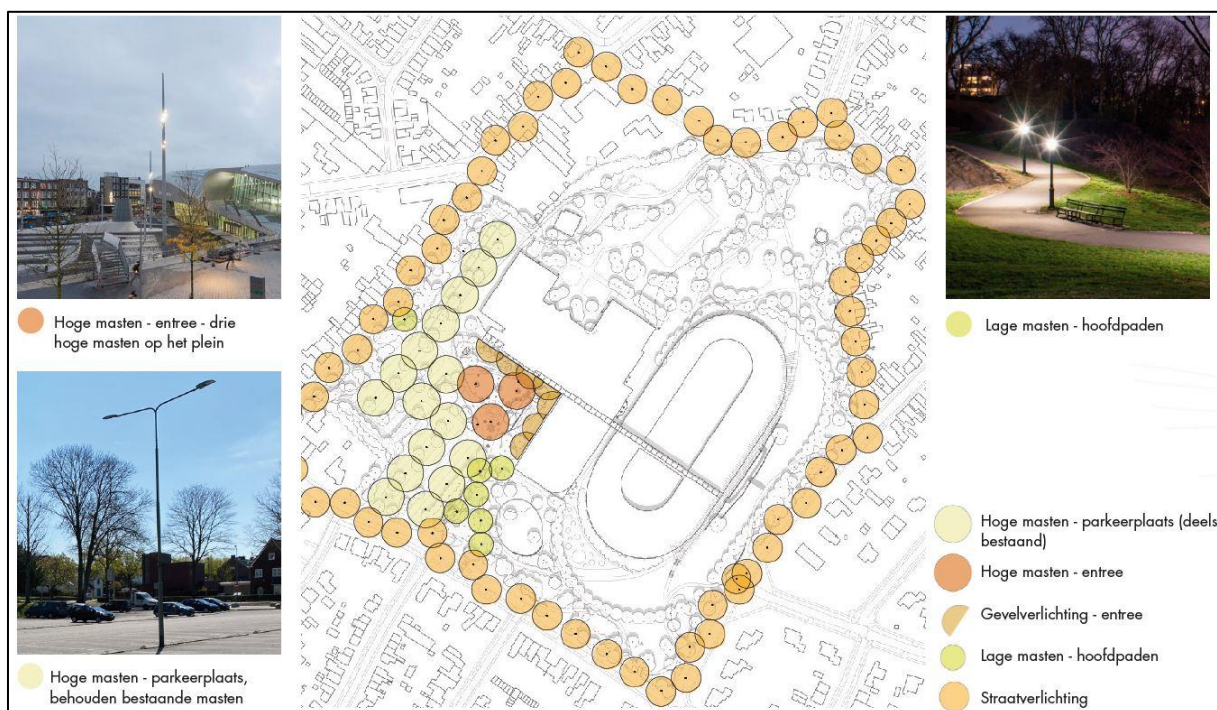 Hoge masten - entree - drie
hoge masten op het plein
Hoge masten - parkeerplaats,
behouden bestaande masten
Lage masten - hoofdpaden
Hoge masten - parkeerplaats (deels
bestaand)
Hoge masten - entree
Gevelverlichting - entree
Lage masten - hoofdpaden
Straatverlichting